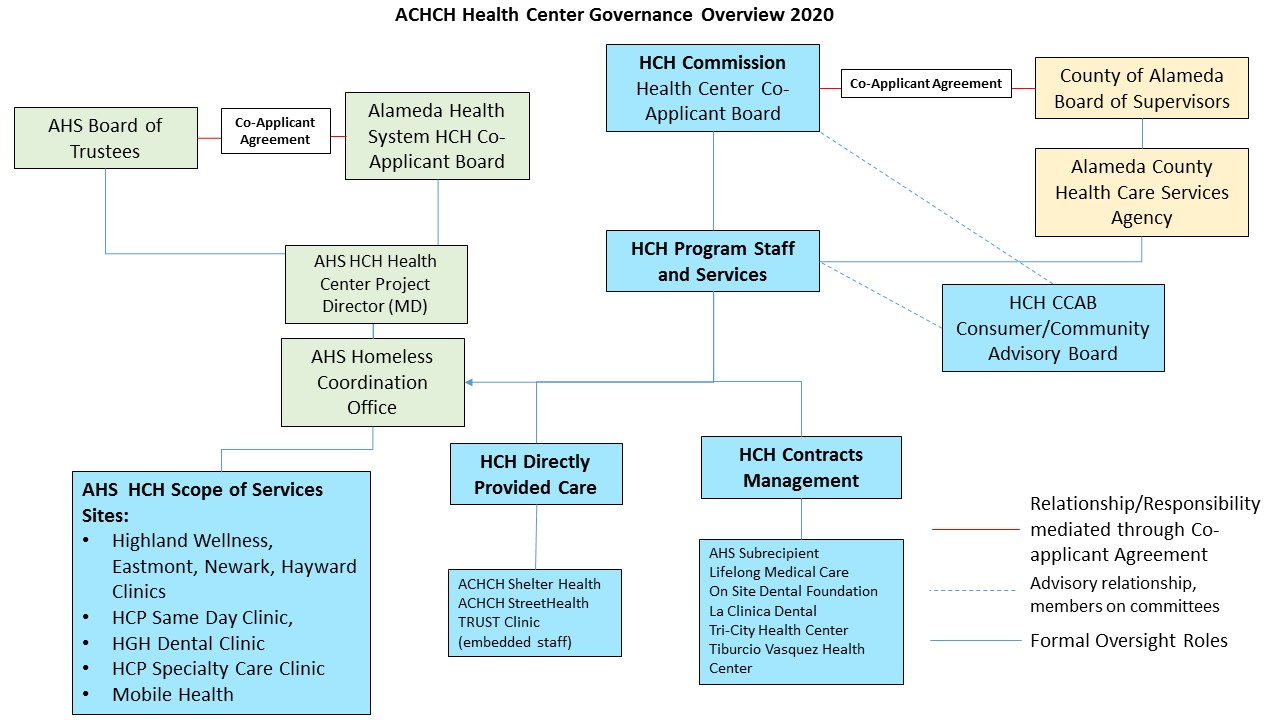 ACHCH Health Center Governance Overview 2020
AHS Board of
Trustees
Co-Applicant
Agreement
Alameda Health
System HCH Co-
Applicant Board
HCH Commission
Health Center Co-
Applicant Board
Co-Applicant Agreement
County of Alameda
Board of Supervisors
Alameda County
Health Care Services
Agency
AHS HCH Health
Center Project
Director (MD)
HCH Program Staff
and Services
HCH CCAB
Consumer/Community
Advisory Board
AHS Homeless
Coordination
Office
AHS  HCH Scope of Services
Sites:
• Highland Wellness,
Eastmont, Newark, Hayward
Clinics
• HCP Same Day Clinic,
• HGH Dental Clinic
• HCP Specialty Care Clinic
• Mobile Health
HCH Directly
Provided Care
ACHCH Shelter Health
ACHCH StreetHealth
TRUST Clinic
(embedded staff)
HCH Contracts
Management
AHS Subrecipient
Lifelong Medical Care
On Site Dental Foundation
La Clinica Dental
Tri-City Health Center
Tiburcio Vasquez Health
Center
Relationship/Responsibility
mediated through Co-
applicant Agreement
Advisory relationship,
members on committees
Formal Oversight Roles